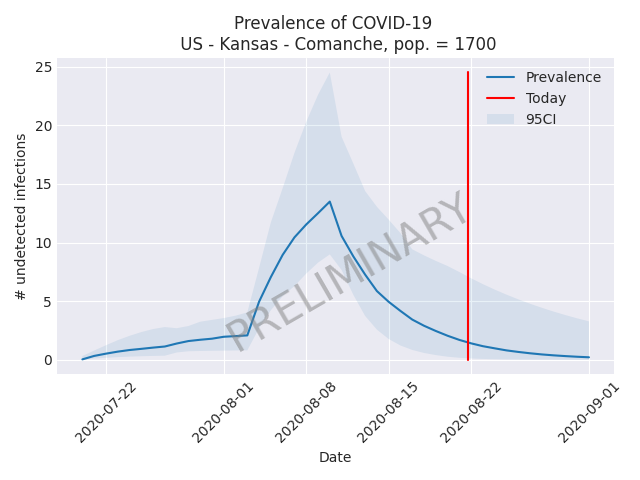 Prevalence of COVID-19
US - Kansas - Comanche, pop. = 1700
25
20
15
10
5
0
# undetected infections
Prevalence
Today
95CI
PRELIMINARY
2020-07-22
2020-08-01
2020-08-08
2020-08-15
2020-08-22
2020-09-01
Date